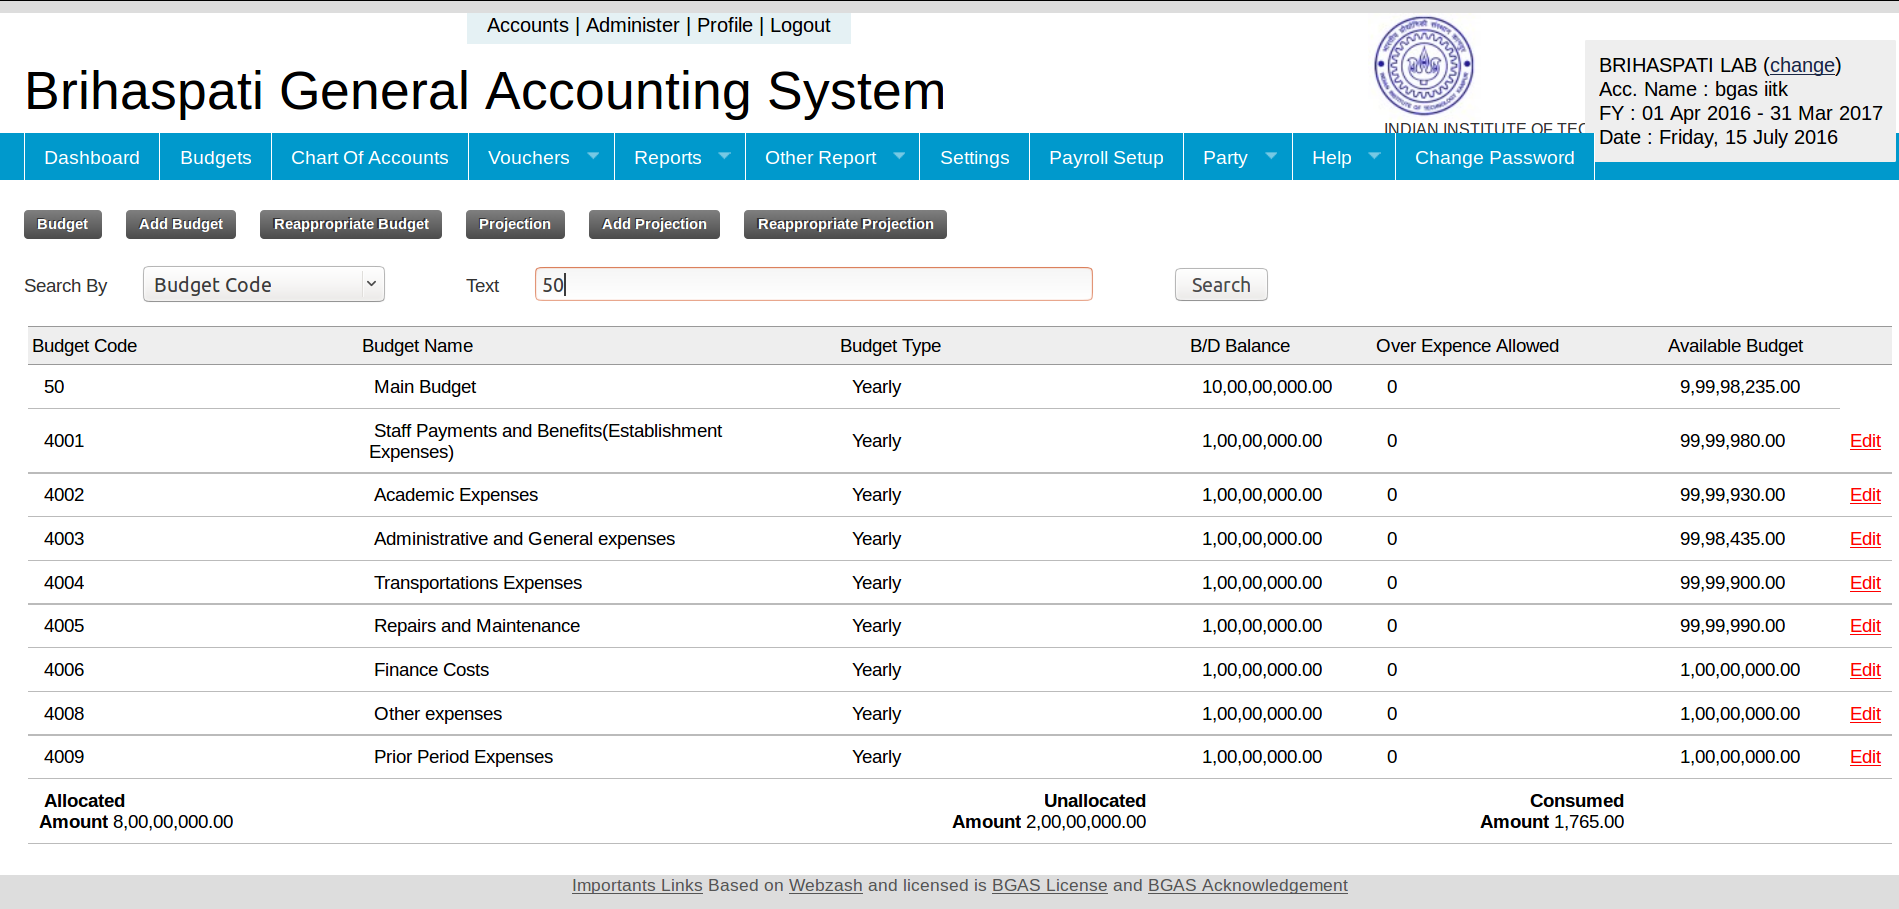 Accounts | Administer | Profile | Logout
Brihaspati General Accounting System
INDIAN INSTITUTE OF TEC
BRIHASPATI LAB (change)
Acc. Name : bgas iitk
FY : 01 Apr 2016 - 31 Mar 2017
Date : Friday, 15 July 2016
Dashboard Budgets Chart Of Accounts Vouchers Reports Other Report Settings Payroll Setup Party Help Change Password
Budget Add Budget Reappropriate Budget Projection Add Projection Reappropriate Projection
Search By Budget Code Text 50 Search
Budget Code Budget Name Budget Type B/D Balance Over Expence Allowed Available Budget
50 Main Budget Yearly 10,00,00,000.00 0 9,99,98,235.00
4001 Staff Payments and Benefits(Establishment Expenses) Yearly 1,00,00,000.00 0 99,99,980.00 Edit
4002 Academic Expenses Yearly 1,00,00,000.00 0 99,99,930.00 Edit
4003 Administrative and General expenses Yearly 1,00,00,000.00 0 99,98,435.00 Edit
4004 Transportations Expenses Yearly 1,00,00,000.00 0 99,99,900.00 Edit
4005 Repairs and Maintenance Yearly 1,00,00,000.00 0 99,99,990.00 Edit
4006 Finance Costs Yearly 1,00,00,000.00 0 1,00,00,000.00 Edit
4008 Other expenses Yearly 1,00,00,000.00 0 1,00,00,000.00 Edit
4009 Prior Period Expenses Yearly 1,00,00,000.00 0 1,00,00,000.00 Edit
Allocated Unallocated Consumed
Amount 8,00,00,000.00 Amount 2,00,00,000.00 Amount 1,765.00
Importants Links Based on Webzash and licensed is BGAS License and BGAS Acknowledgement